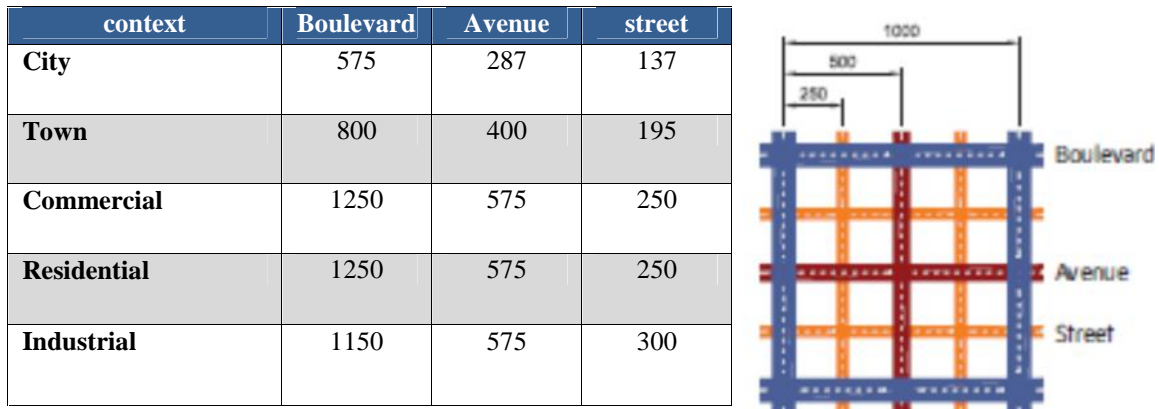 context Boulevard Avenue street
City 575 287 137
Town 800 400 195
Commercial 1250 575 250
Residential 1250 575 250
Industrial 1150 575 300
1000
500
250
Boulevard
Avenue
Street